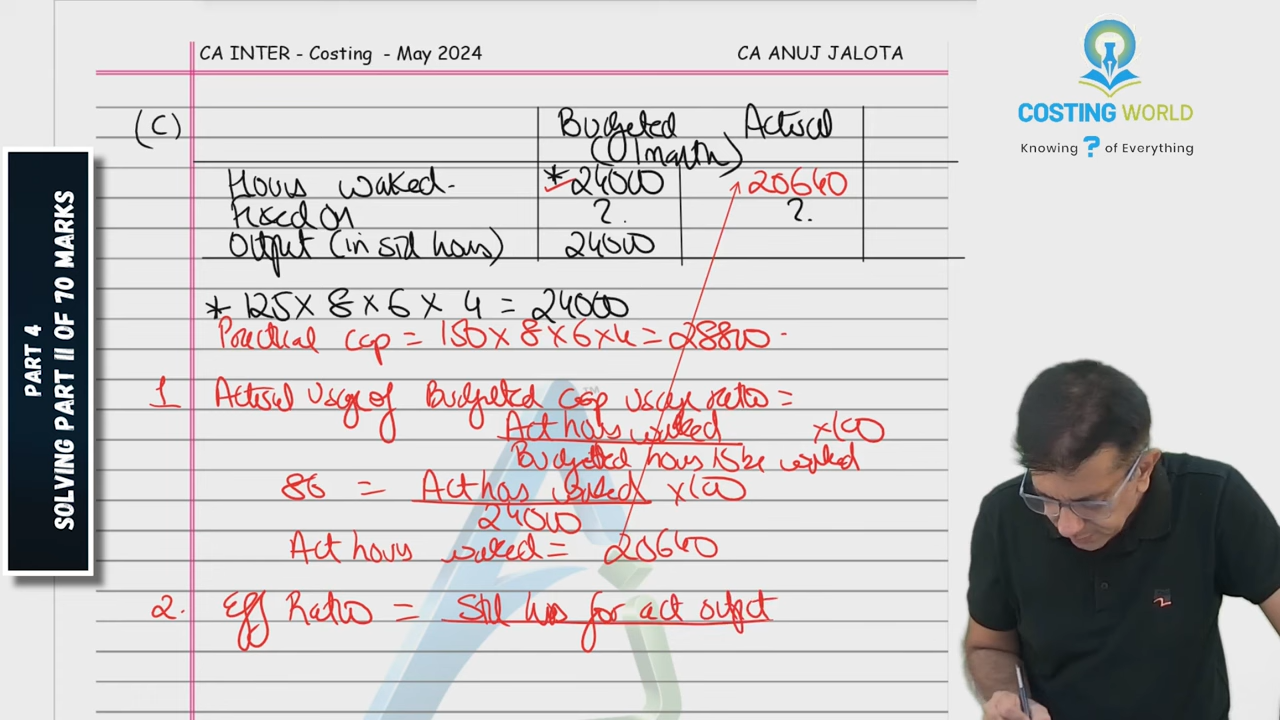 CA INTER - Costing - May 2024 CA ANUJ JALOTA
COSTING WORLD
Knowing ? of Everything
PART 4
SOLVING PART II OF 70 MARKS
(C) Budgeted Actual
(1 month)
Hours worked. *24000 20640
Fixed OH ? ?
Output (in std hours) 24000
* 125 × 8 × 6 × 4 = 24000
Practical cap = 150 × 8 × 6 × 4 = 28800
TM
1 Actual usage of Budgeted cap usage ratio =
Act hours worked ×100
Budgeted hours to be worked
86 = Act hrs worked ×100
24000
Act hours worked = 20640
2. Eff Ratio = Std hrs for act output